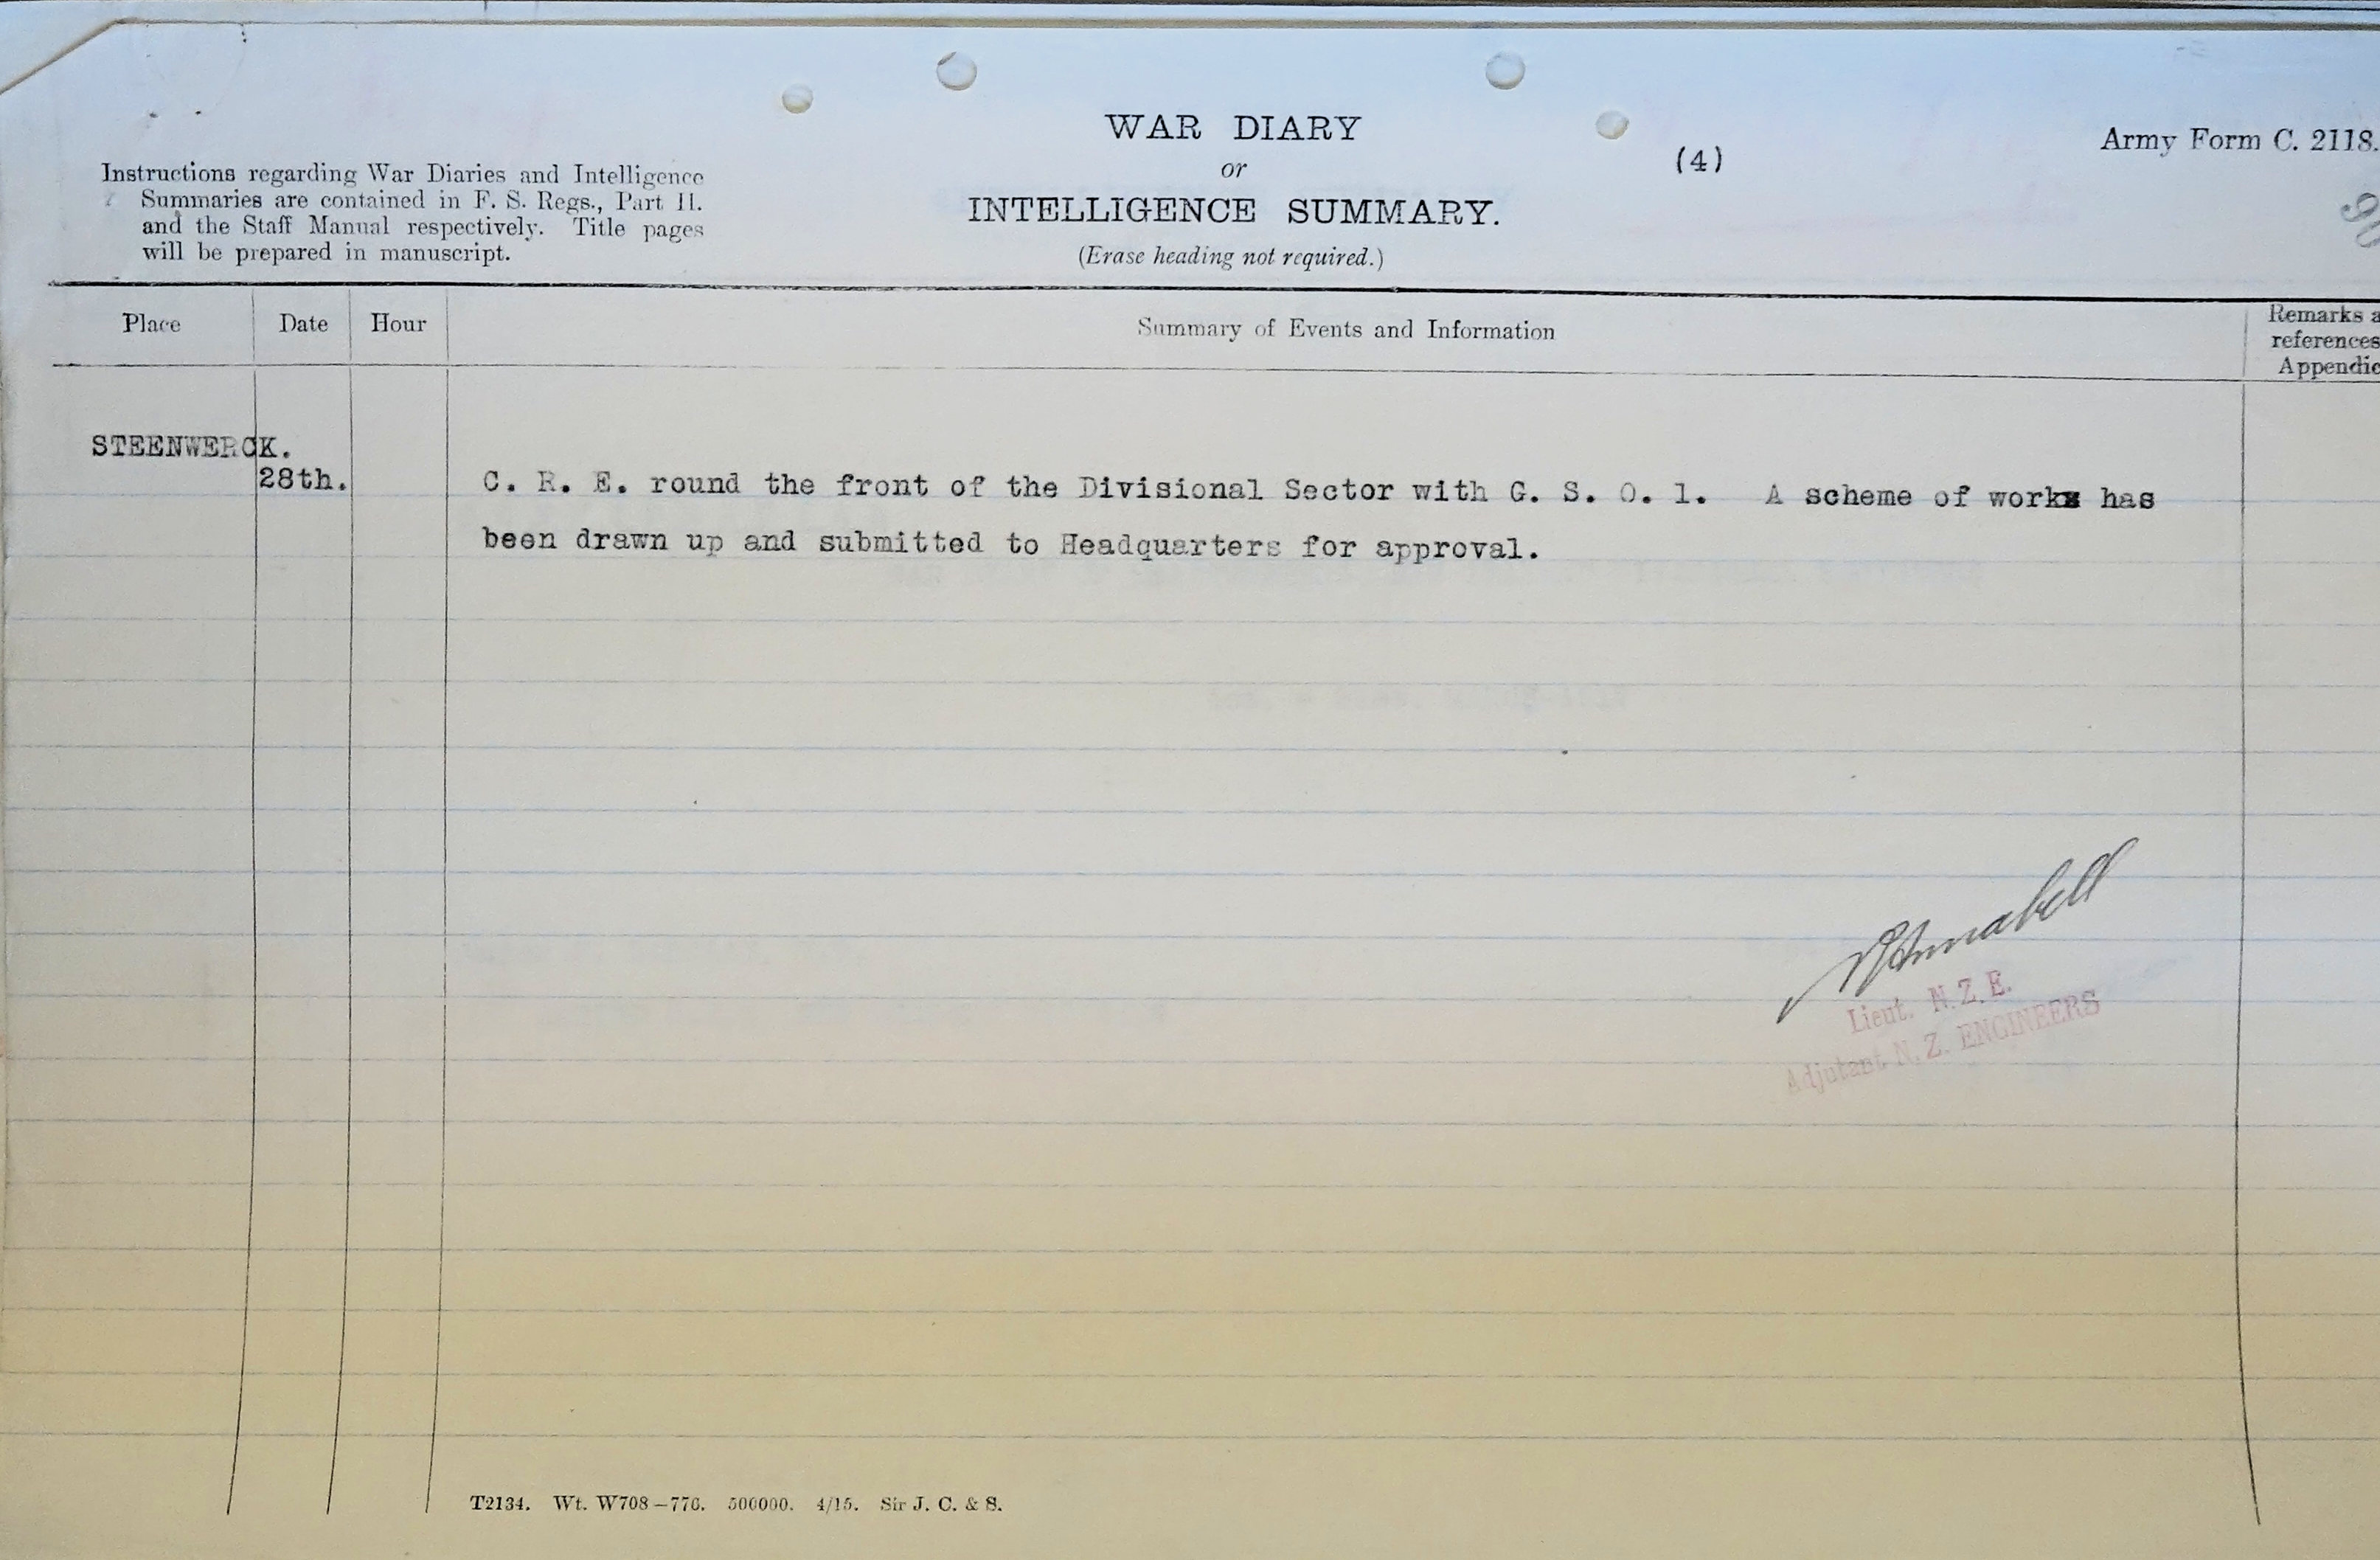 WAR DIARY
or
INTELLIGENCE SUMMARY.
(Erase heading not required.)
(4)
Army Form C. 2118.
Instructions regarding War Diaries and Intelligence
Summaries are contained in F. S. Regs., Part II.
and the Staff Manual respectively. Title pages
will be prepared in manuscript.
Place Date Hour Summary of Events and Information
Remarks a
references
Appendic
STEENWERCK.
28th. C. R. E. round the front of the Divisional Sector with G. S. O. 1. A scheme of work has
been drawn up and submitted to Headquarters for approval.
Annabell
Lieut. N.Z.E.
Adjutant N.Z. ENGINEERS
T2134. Wt. W708–776. 500000. 4/15. Sir J. C. & S.